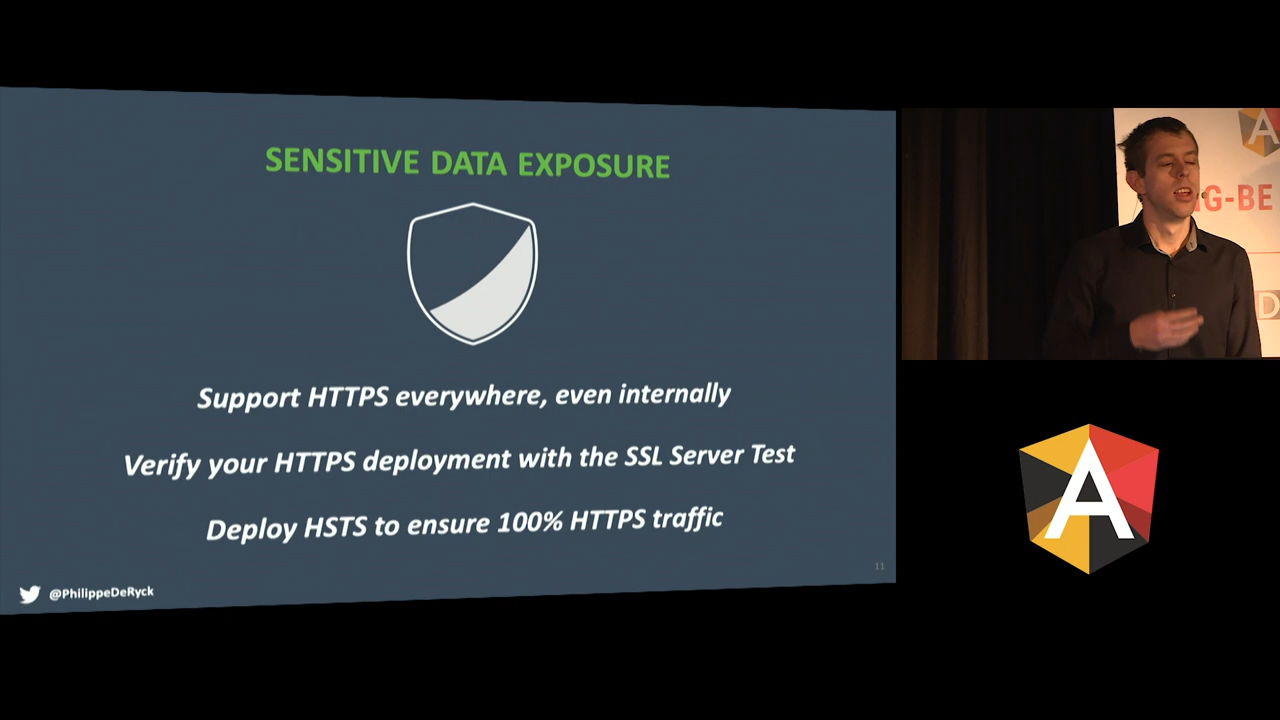 SENSITIVE DATA EXPOSURE
Support HTTPS everywhere, even internally
Verify your HTTPS deployment with the SSL Server Test
Deploy HSTS to ensure 100% HTTPS traffic
11
@PhilippeDeRyck
A
G-BE
D
A